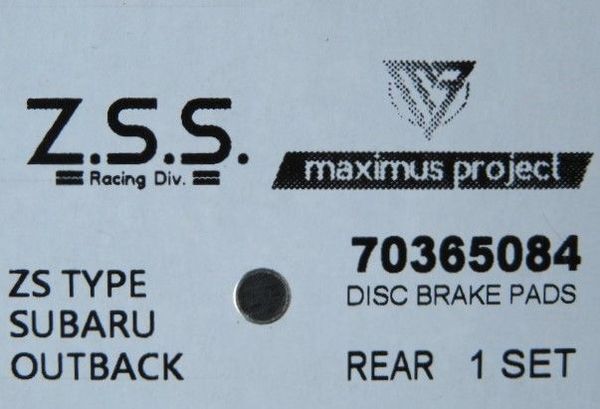 Z.S.S.
Racing Div.
maximus project
70365084
DISC BRAKE PADS
ZS TYPE
SUBARU
OUTBACK
REAR 1 SET